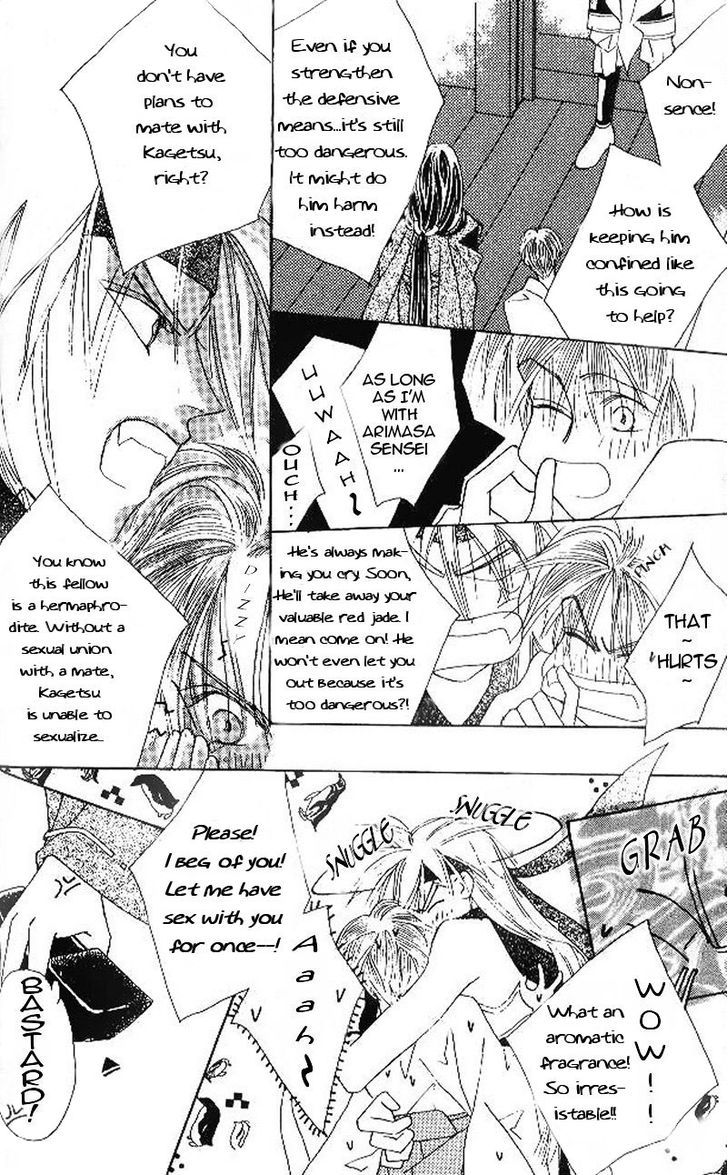 Non-
sence!
How is
keeping him
confined like
this going
to help?
Even if you
strengthen
the defensive
means...it's still
too dangerous.
It might do
him harm
instead!
You
don't have
plans to
mate with
Kagetsu,
right?
You know
this fellow
is a hermaphro-
dite. Without a
sexual union
with a mate,
Kagetsu
is unable to
sexualize...
DIZZY
AS LONG
AS I'M
WITH
ARIMASA
SENSEI
...
UUWAAH~
OUCH...
PINCH
THAT
~
HURTS
~
He's always mak-
ing you cry. Soon,
He'll take away your
valuable red jade. I
mean come on! He
won't even let you
out because it's
too dangerous?!
GRAB
WOW!!
What an
aromatic
fragrance!
So irres-
istable!!
SNUGGLE
SNUGGLE
Aaah~
Please!
I beg of you!
Let me have
sex with you
for once--!
BASTARD!